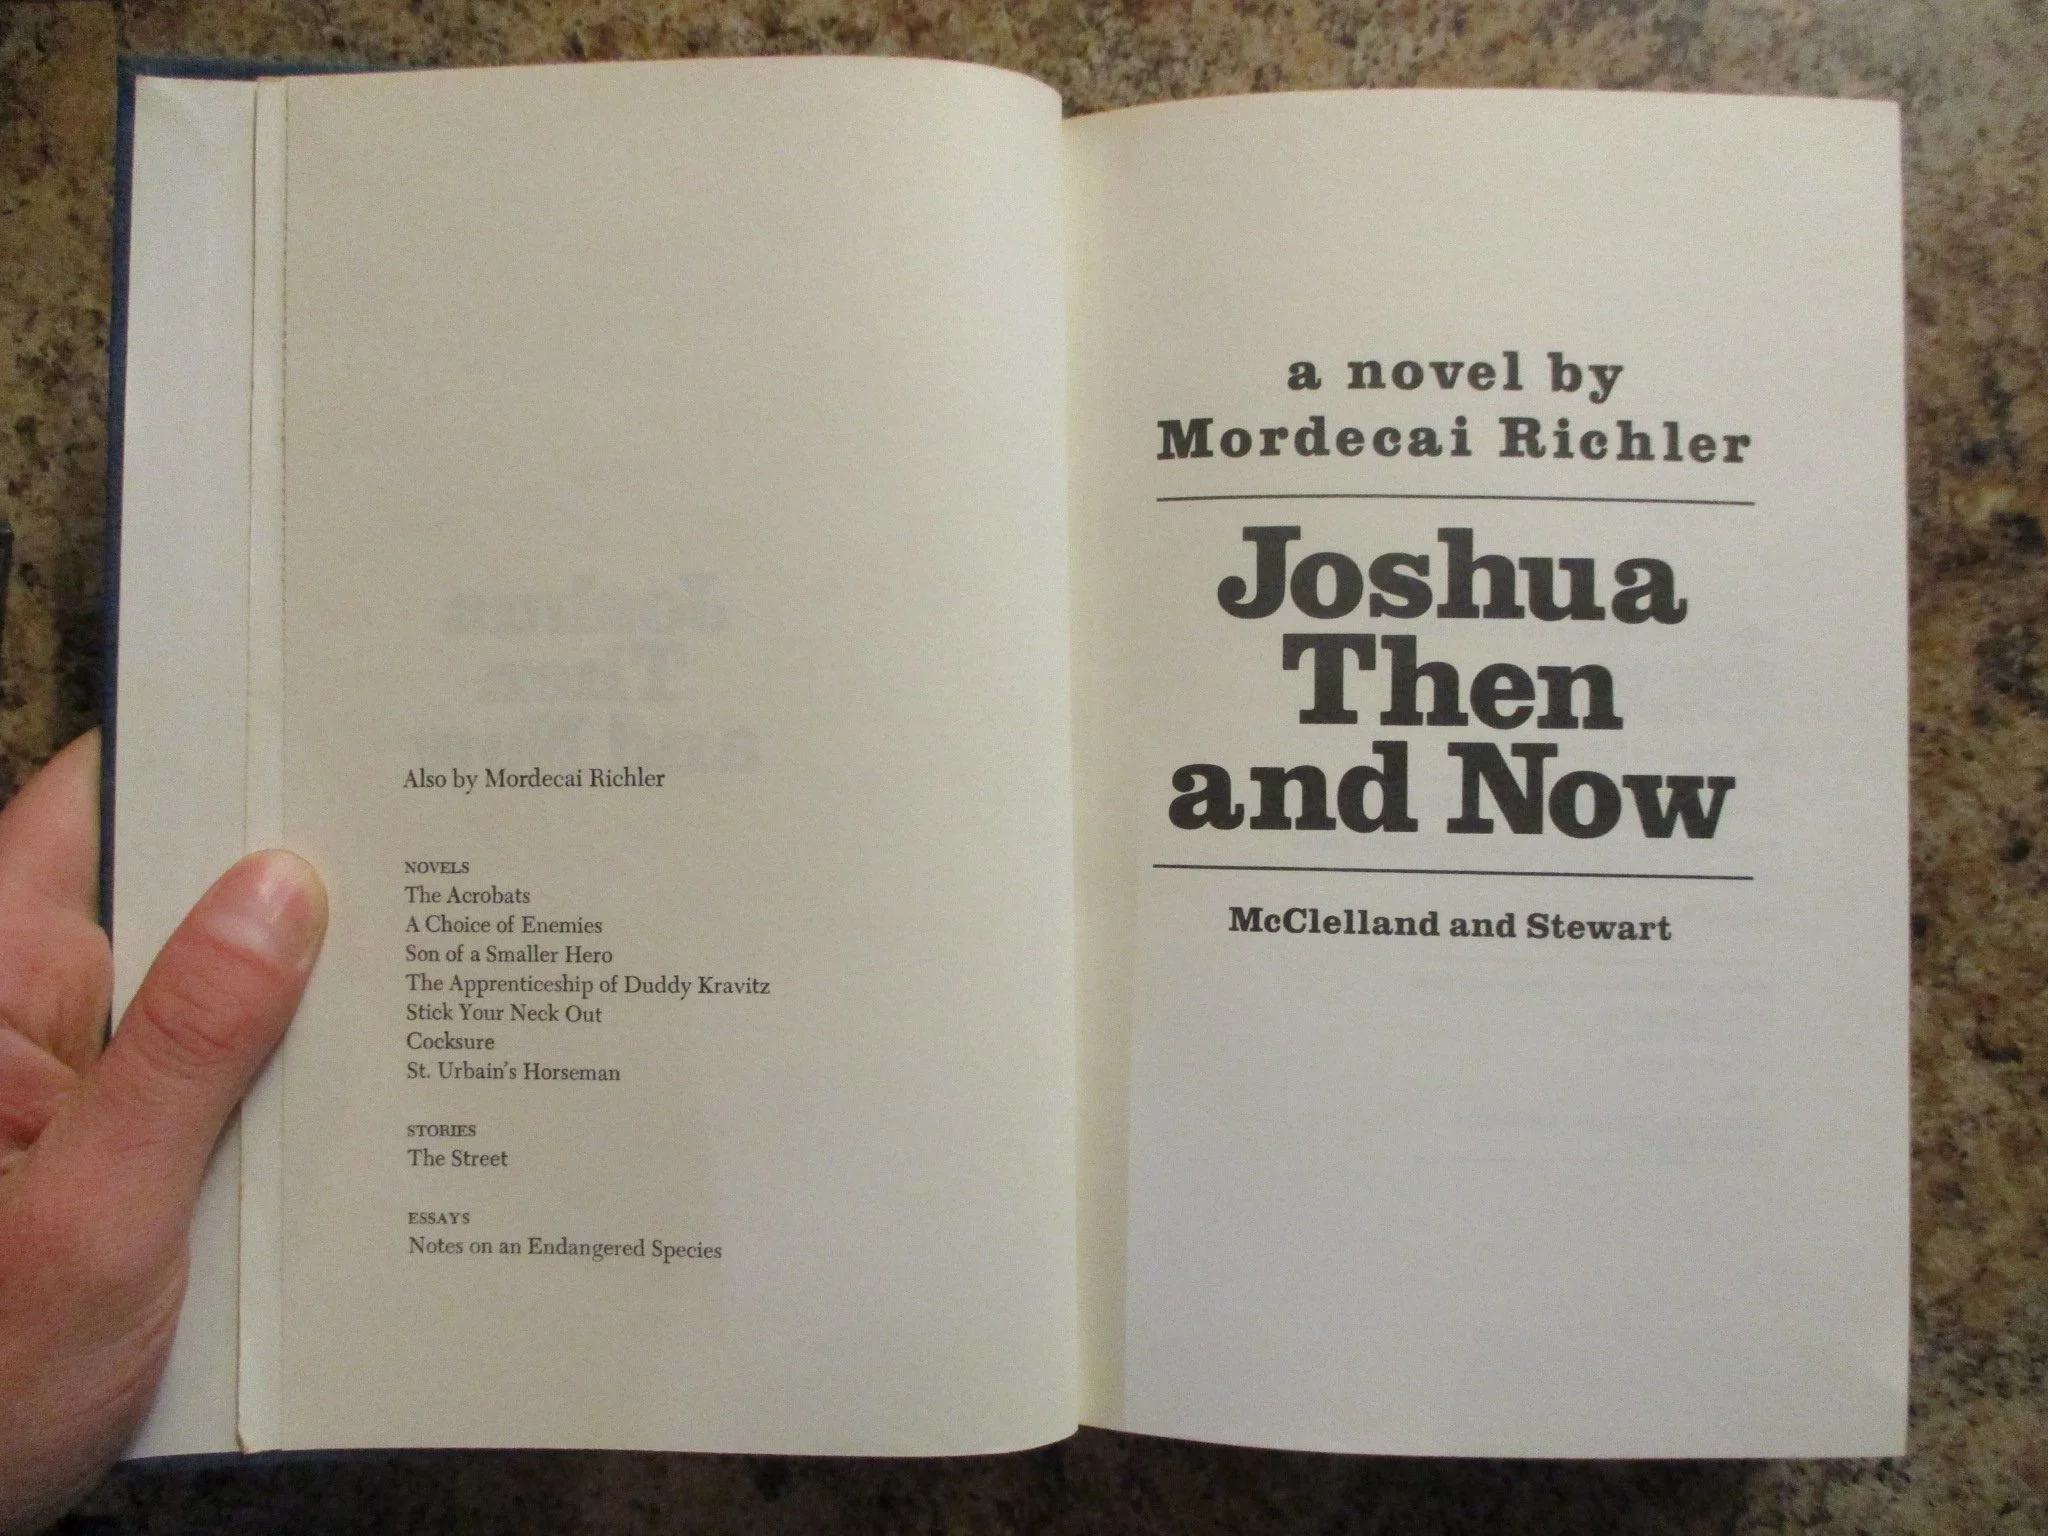 Also by Mordecai Richler
NOVELS
The Acrobats
A Choice of Enemies
Son of a Smaller Hero
The Apprenticeship of Duddy Kravitz
Stick Your Neck Out
Cocksure
St. Urbain's Horseman
STORIES
The Street
ESSAYS
Notes on an Endangered Species
a novel by
Mordecai Richler
Joshua
Then
and Now
McClelland and Stewart